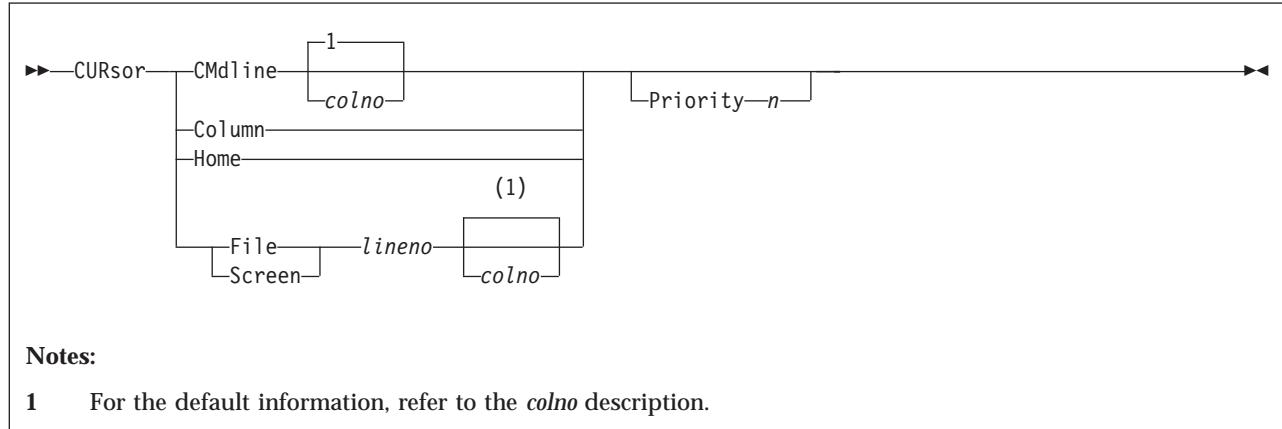 1
CURsor CMdline colno Priority n
Column
Home
(1)
File lineno colno
Screen
Notes:
1 For the default information, refer to the colno description.